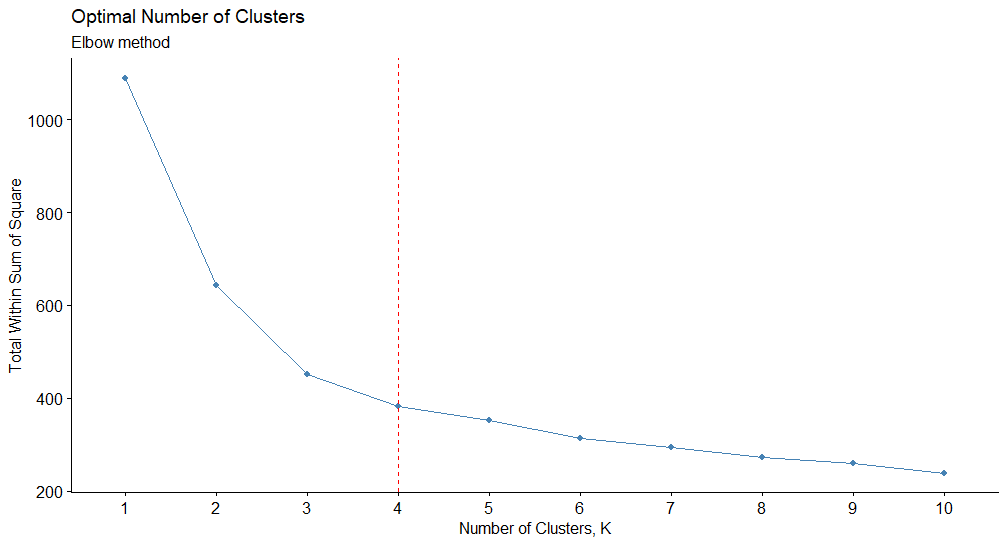 Optimal Number of Clusters
Elbow method
Total Within Sum of Square
1000
800
600
400
200
1 2 3 4 5 6 7 8 9 10
Number of Clusters, K